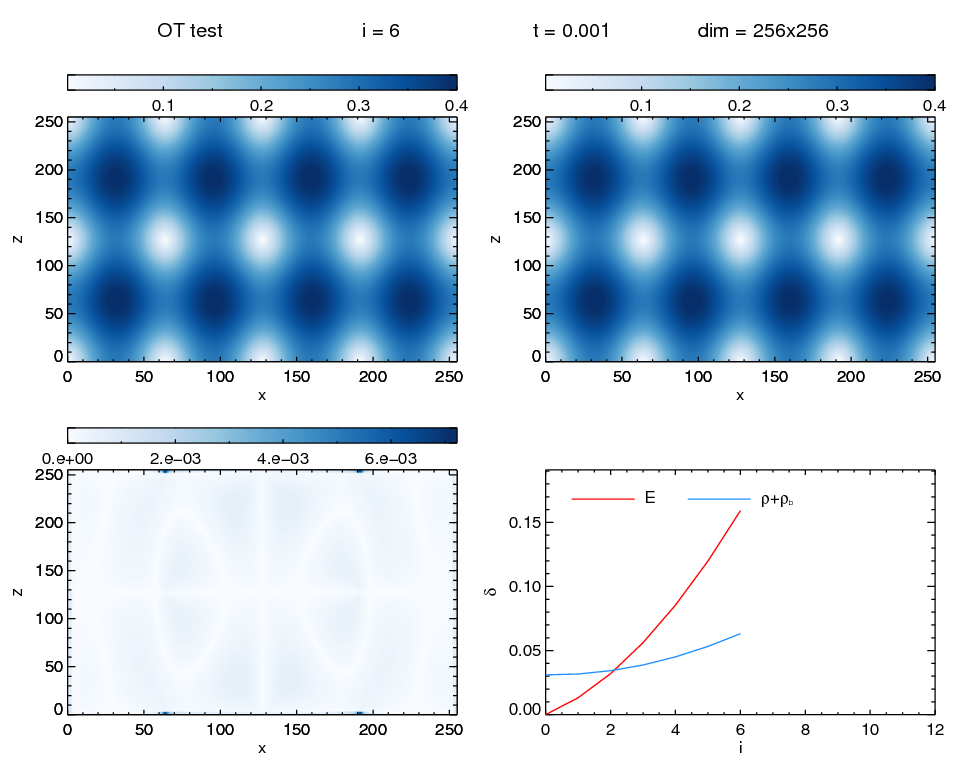 OT test i = 6 t = 0.001 dim = 256x256
0.1 0.2 0.3 0.4 0.1 0.2 0.3 0.4
250 250
200 200
150 150
z z
100 100
50 50
0 0
0 50 100 150 200 250 0 50 100 150 200 250
x x
0.e+00 2.e−03 4.e−03 6.e−03
250
200
150
z
100
50
0
0 50 100 150 200 250
x
E ρ+ρb
0.15
0.10
δ
0.05
0.00
0 2 4 6 8 10 12
i